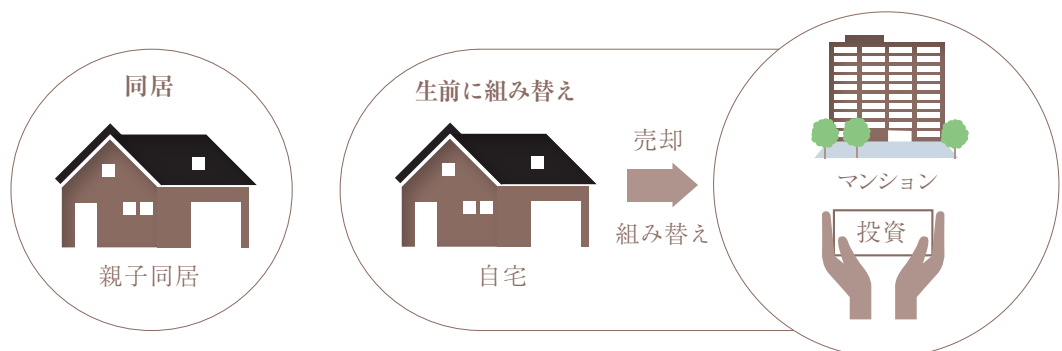 同居
親子同居
生前に組み替え
自宅
売却
組み替え
マンション
投資